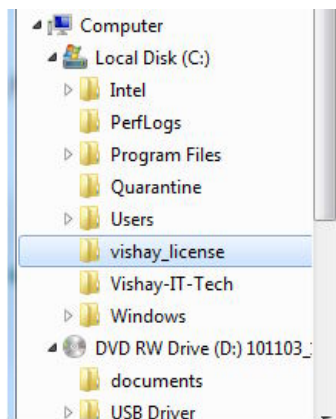 Computer
Local Disk (C:)
Intel
PerfLogs
Program Files
Quarantine
Users
vishay_license
Vishay-IT-Tech
Windows
DVD RW Drive (D:) 101103_
documents
USB Driver